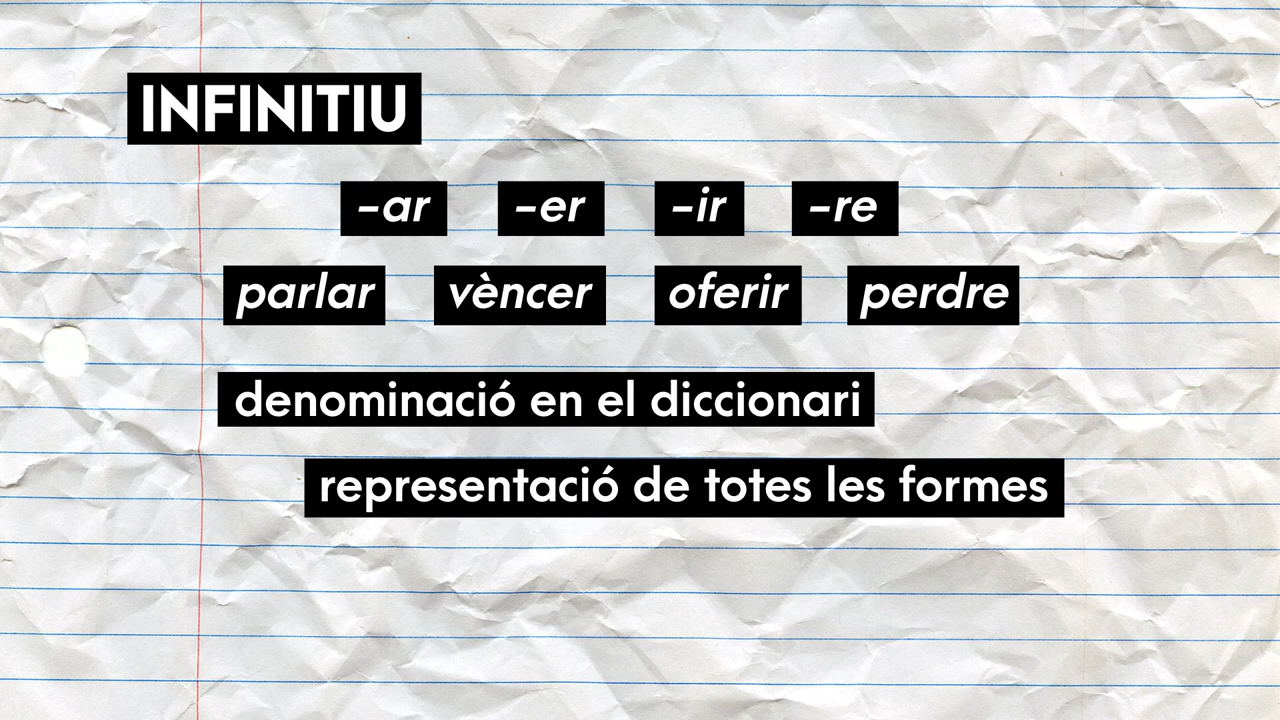 INFINITIU
–ar –er –ir –re
parlar vèncer oferir perdre
denominació en el diccionari
representació de totes les formes